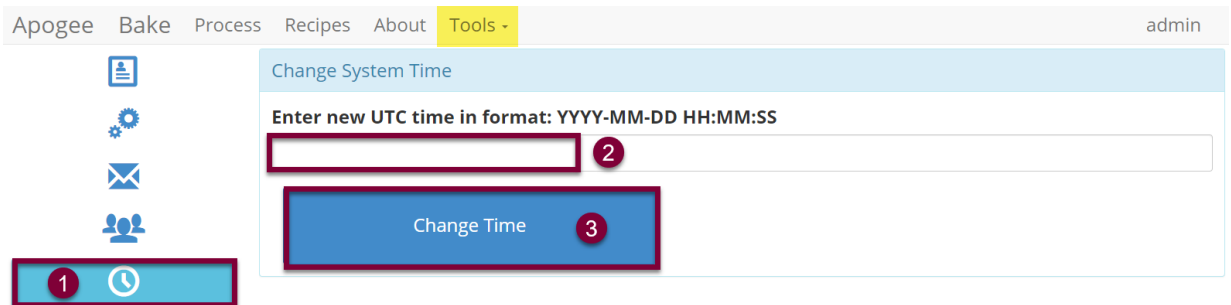 Apogee Bake Process Recipes About Tools admin
Change System Time
Enter new UTC time in format: YYYY-MM-DD HH:MM:SS
2
Change Time 3
1